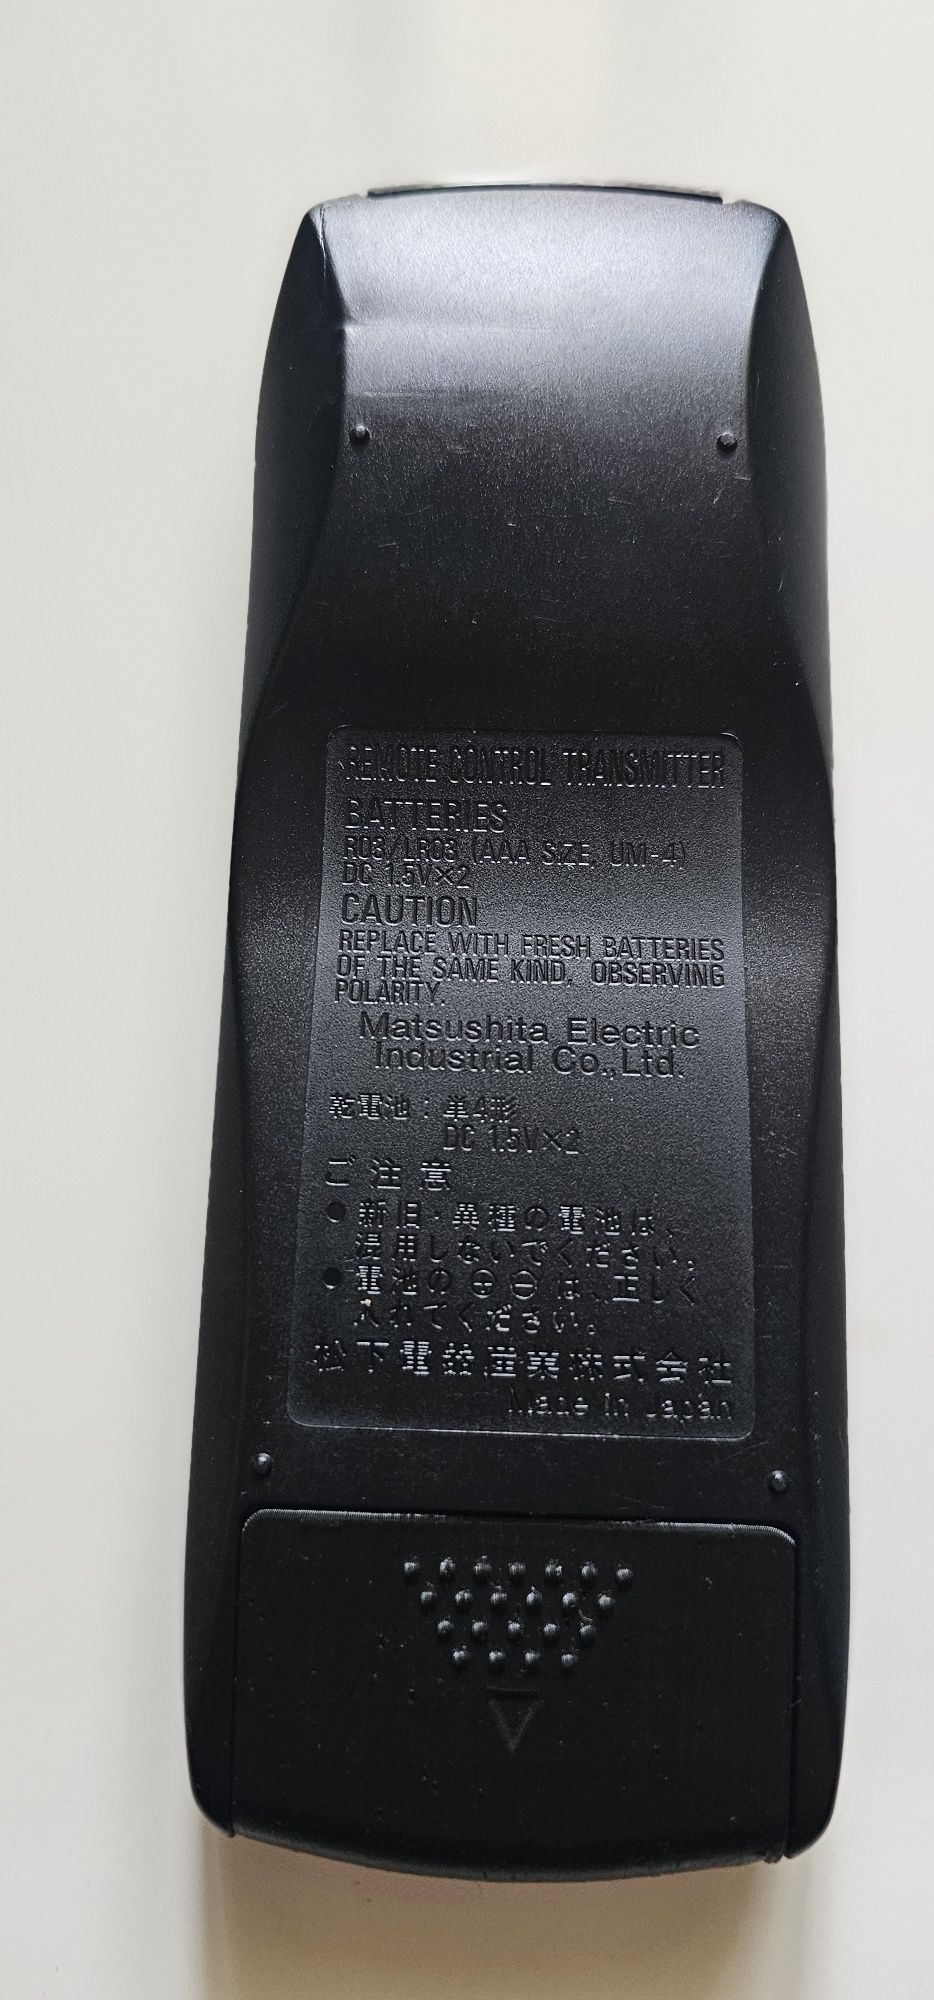 REMOTE CONTROL TRANSMITTER
BATTERIES
R03/LR03, (AAA SIZE, UM-4)
DC 1.5V×2
CAUTION
REPLACE WITH FRESH BATTERIES
OF THE SAME KIND, OBSERVING
POLARITY.
Matsushita Electric
Industrial Co.,Ltd.
乾電池：単4形
DC 1.5V×2
ご注意
●新旧·異種の電池は、
混用しないでください。
●電池の⊕⊖は、正しく
入れてください。
松下電器産業株式会社
Made in Japan